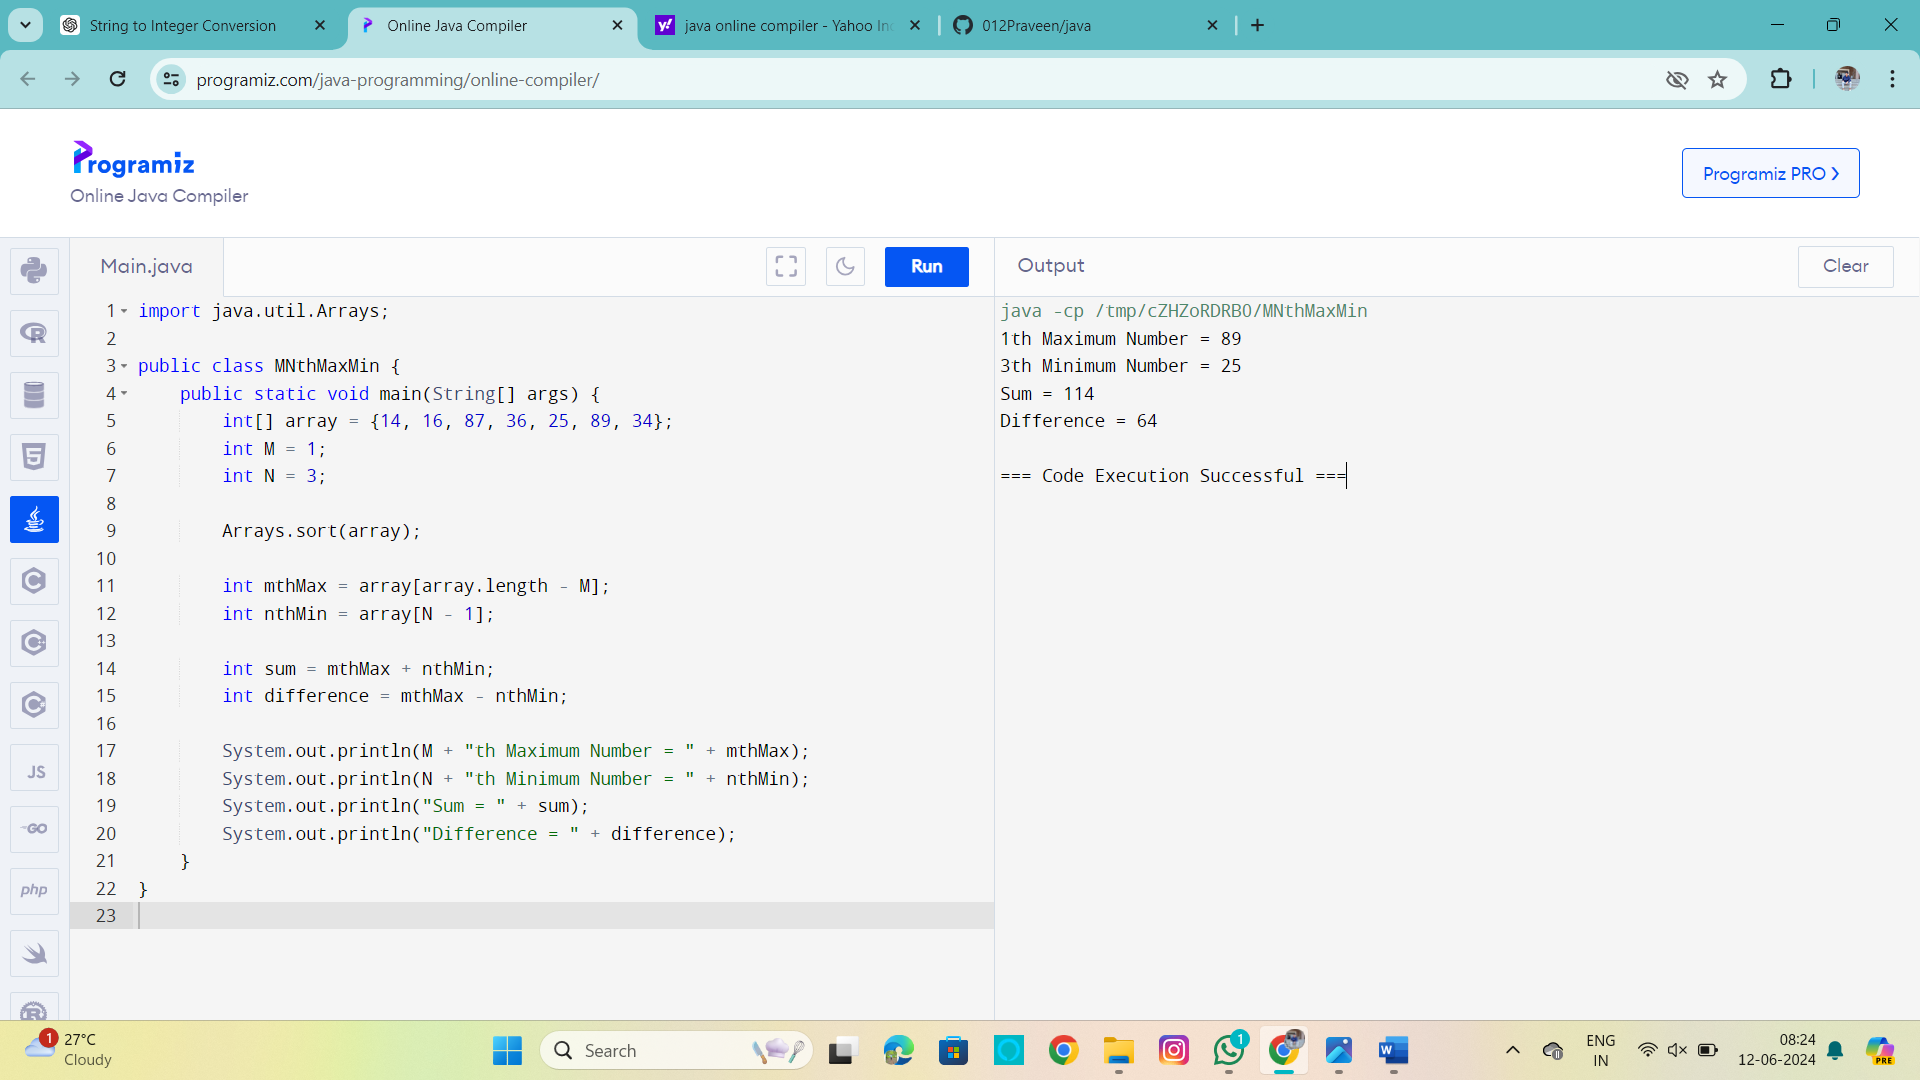 String to Integer Conversion
Online Java Compiler
java online compiler - Yahoo In
012Praveen/java
programiz.com/java-programming/online-compiler/
Programiz
Online Java Compiler
Programiz PRO
Main.java
Run
Output
Clear
1 import java.util.Arrays;
2
3 public class MNthMaxMin {
4 public static void main(String[] args) {
5 int[] array = {14, 16, 87, 36, 25, 89, 34};
6 int M = 1;
7 int N = 3;
8
9 Arrays.sort(array);
10
11 int mthMax = array[array.length - M];
12 int nthMin = array[N - 1];
13
14 int sum = mthMax + nthMin;
15 int difference = mthMax - nthMin;
16
17 System.out.println(M + "th Maximum Number = " + mthMax);
18 System.out.println(N + "th Minimum Number = " + nthMin);
19 System.out.println("Sum = " + sum);
20 System.out.println("Difference = " + difference);
21 }
22 }
23
java -cp /tmp/cZHZoRDRBO/MNthMaxMin
1th Maximum Number = 89
3th Minimum Number = 25
Sum = 114
Difference = 64
=== Code Execution Successful ===
JS
GO
php
1
27°C
Cloudy
Search
1
ENG
IN
08:24
12-06-2024
PRE